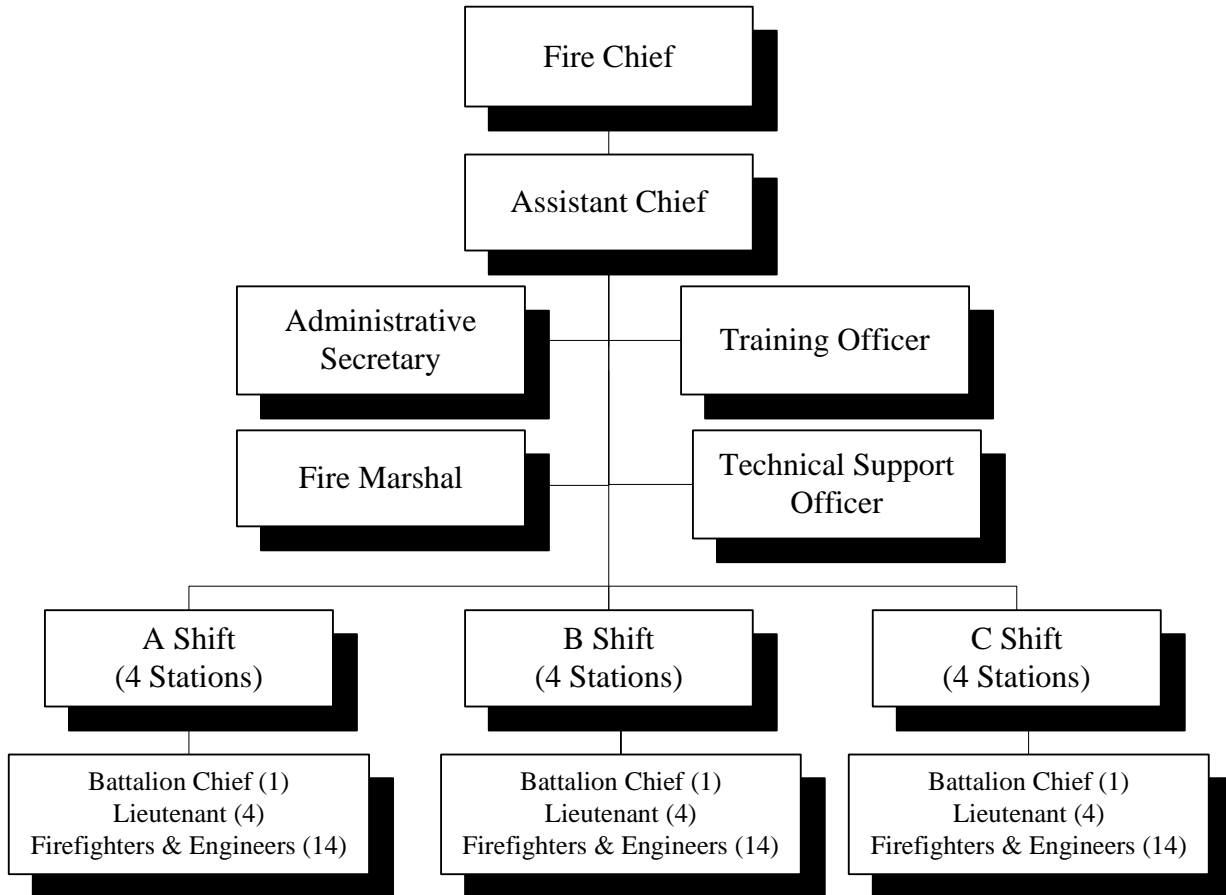 Fire Chief
Assistant Chief
Administrative
Secretary
Training Officer
Fire Marshal
Technical Support
Officer
A Shift
(4 Stations)
B Shift
(4 Stations)
C Shift
(4 Stations)
Battalion Chief (1)
Lieutenant (4)
Firefighters & Engineers (14)
Battalion Chief (1)
Lieutenant (4)
Firefighters & Engineers (14)
Battalion Chief (1)
Lieutenant (4)
Firefighters & Engineers (14)